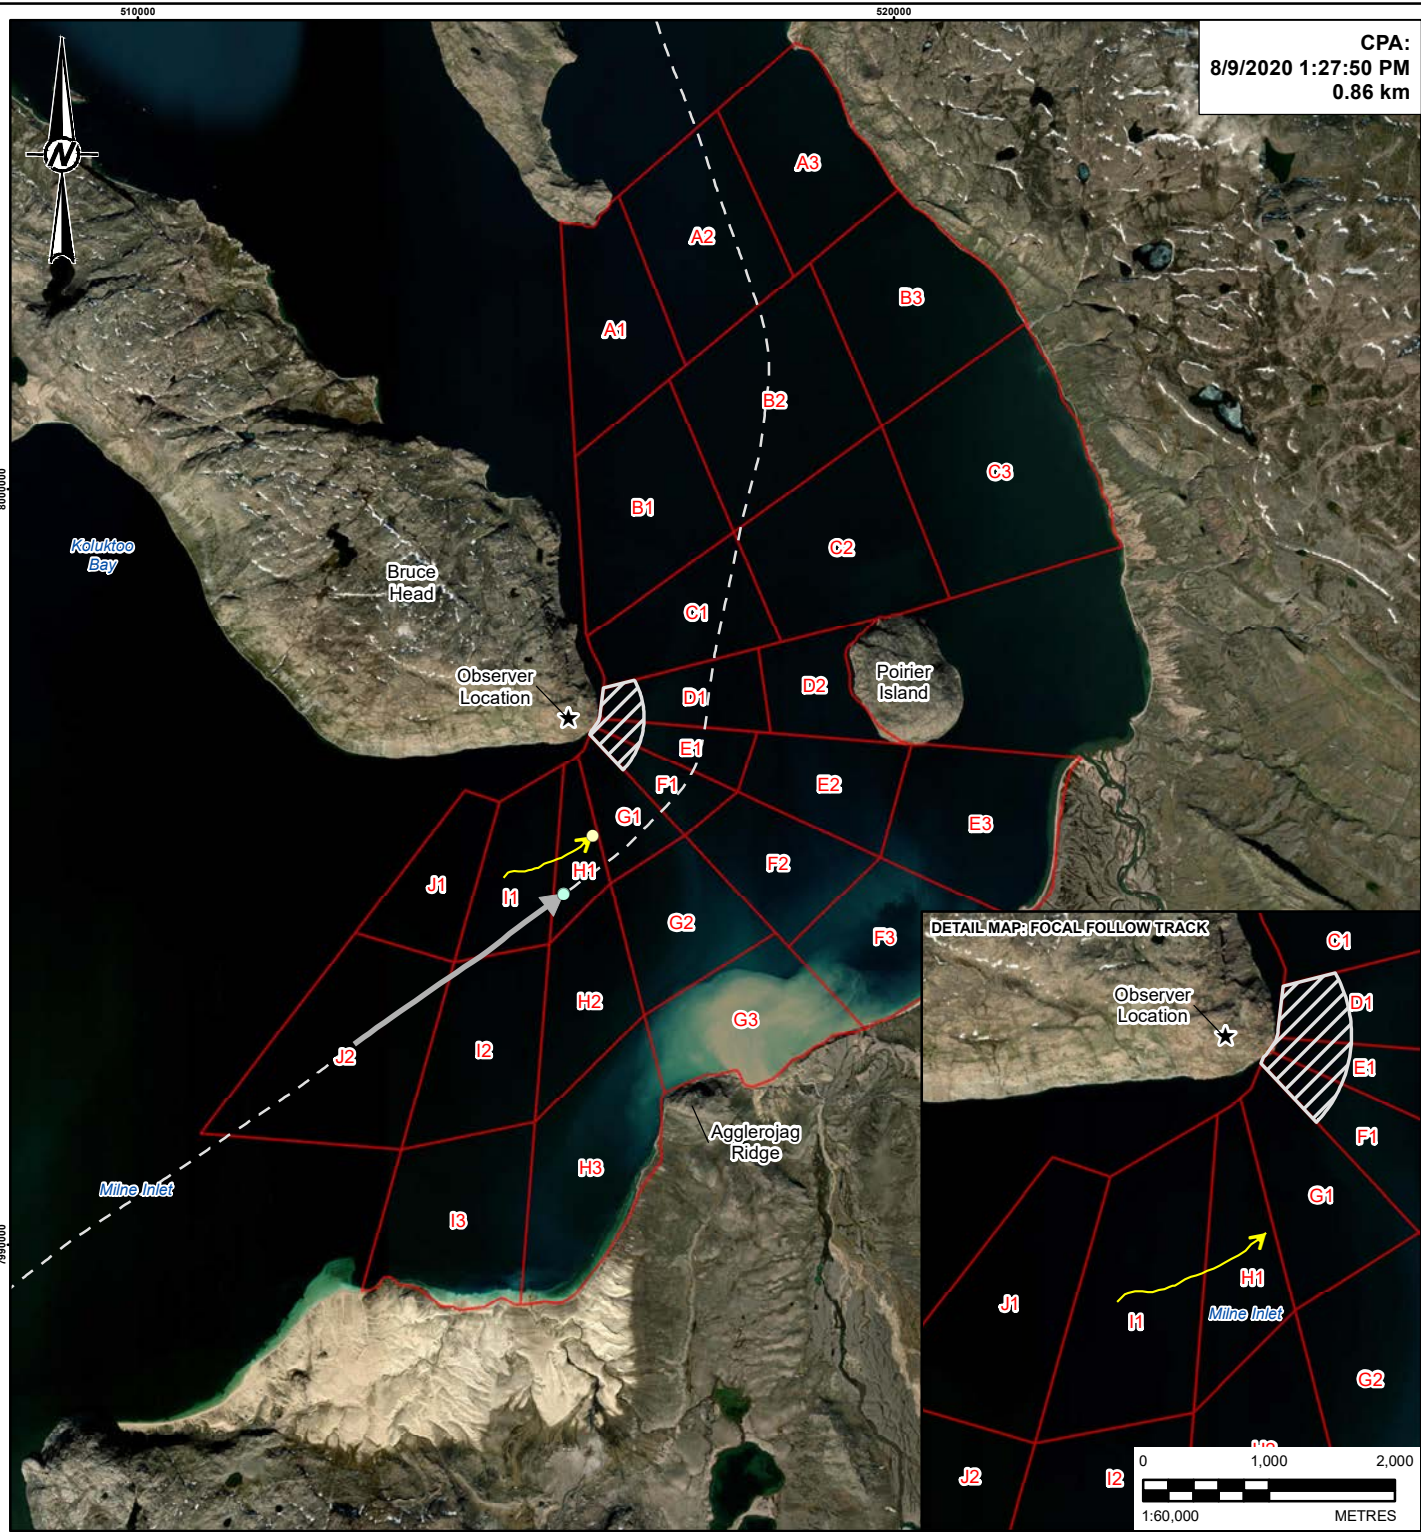 510000
520000
CPA:
8/9/2020 1:27:50 PM
0.86 km
N
A3
A2
B3
A1
B2
C3
8000000
B1
C2
Koluktoo
Bay
Bruce
Head
C1
Observer
Location
D1
D2
Poirier
Island
E1
F1
E2
G1
E3
F2
H1
J1
I1
G2
F3
H2
G3
J2
I2
Agglerojag
Ridge
H3
Milne Inlet
I3
7990000
DETAIL MAP: FOCAL FOLLOW TRACK
C1
Observer
Location
D1
E1
F1
G1
H1
J1
Milne Inlet
I1
G2
H2
J2
I2
0 1,000 2,000
1:60,000 METRES